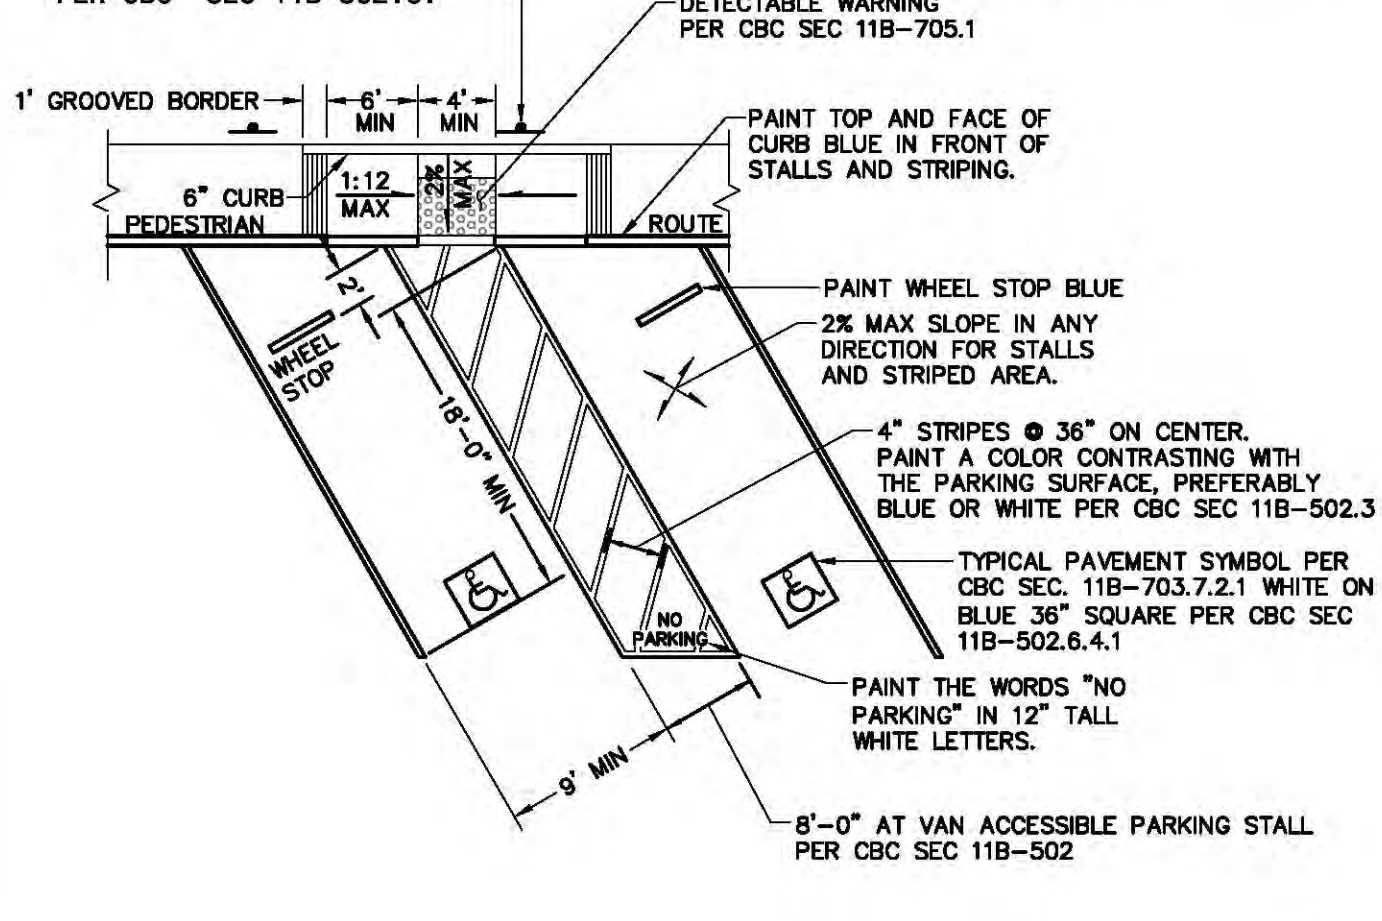 PER CBC SEC 11B-502.6.
DETECTABLE WARNING
PER CBC SEC 11B-705.1
1' GROOVED BORDER
6'
MIN
4'
MIN
PAINT TOP AND FACE OF
CURB BLUE IN FRONT OF
STALLS AND STRIPING.
6" CURB
1:12
MAX
2%
MAX
PEDESTRIAN
ROUTE
2'
WHEEL
STOP
PAINT WHEEL STOP BLUE
2% MAX SLOPE IN ANY
DIRECTION FOR STALLS
AND STRIPED AREA.
18'-0" MIN
4" STRIPES @ 36" ON CENTER.
PAINT A COLOR CONTRASTING WITH
THE PARKING SURFACE, PREFERABLY
BLUE OR WHITE PER CBC SEC 11B-502.3
TYPICAL PAVEMENT SYMBOL PER
CBC SEC. 11B-703.7.2.1 WHITE ON
BLUE 36" SQUARE PER CBC SEC
11B-502.6.4.1
NO
PARKING
PAINT THE WORDS "NO
PARKING" IN 12" TALL
WHITE LETTERS.
9' MIN
8'-0" AT VAN ACCESSIBLE PARKING STALL
PER CBC SEC 11B-502